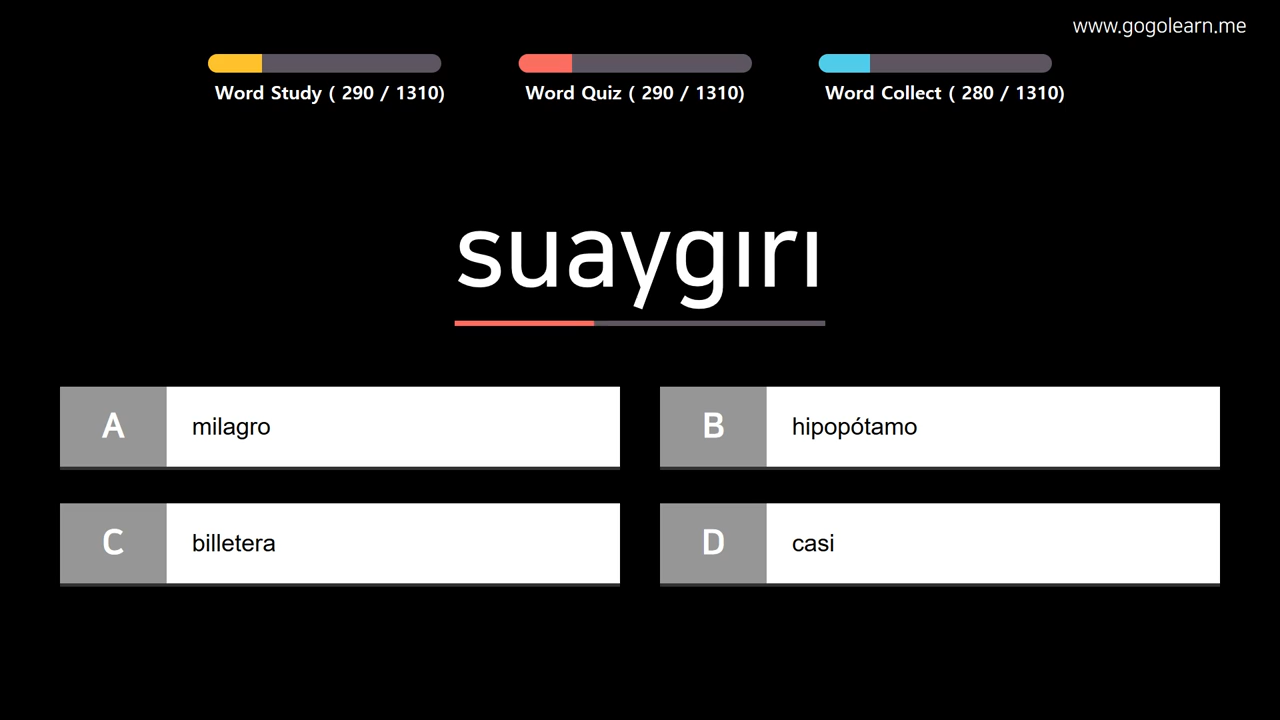 www.gogolearn.me
Word Study ( 290 / 1310)
Word Quiz ( 290 / 1310)
Word Collect ( 280 / 1310)
suaygırı
A
milagro
B
hipopótamo
C
billetera
D
casi